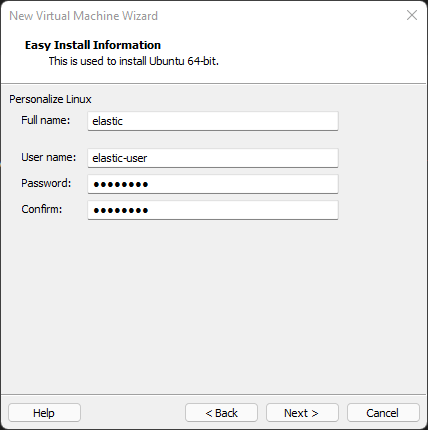 New Virtual Machine Wizard
Easy Install Information
This is used to install Ubuntu 64-bit.
Personalize Linux
Full name: elastic
User name: elastic-user
Password: ●●●●●●●●
Confirm: ●●●●●●●●
Help < Back Next > Cancel